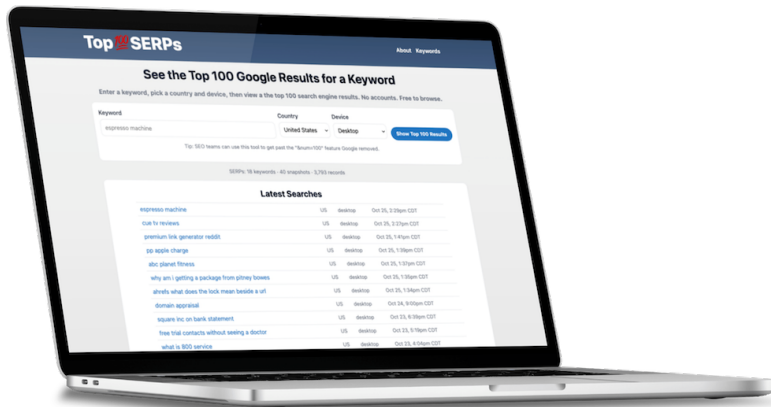 Top 💯 SERPs
About Keywords
See the Top 100 Google Results for a Keyword
Enter a keyword, pick a country and device, then view a the top 100 search engine results. No accounts. Free to browse.
Keyword Country Device
espresso machine United States Desktop Show Top 100 Results
Tip: SEO teams can use this tool to get past the "&num=100" feature Google removed.
SERPs: 18 keywords · 40 snapshots · 3,793 records
Latest Searches
espresso machine US desktop Oct 25, 2:39pm CDT
cue tv reviews US desktop Oct 25, 2:37pm CDT
premium link generator reddit US desktop Oct 25, 1:41pm CDT
pp apple charge US desktop Oct 25, 1:38pm CDT
abc planet fitness US desktop Oct 25, 1:37pm CDT
why am i getting a package from pitney bowes US desktop Oct 25, 1:35pm CDT
ahrefs what does the lock mean beside a url US desktop Oct 25, 1:34pm CDT
domain appraisal US desktop Oct 24, 9:00pm CDT
square inc on bank statement US desktop Oct 23, 6:39pm CDT
free trial contacts without seeing a doctor US desktop Oct 23, 5:19pm CDT
what is 800 service US desktop Oct 23, 4:04pm CDT